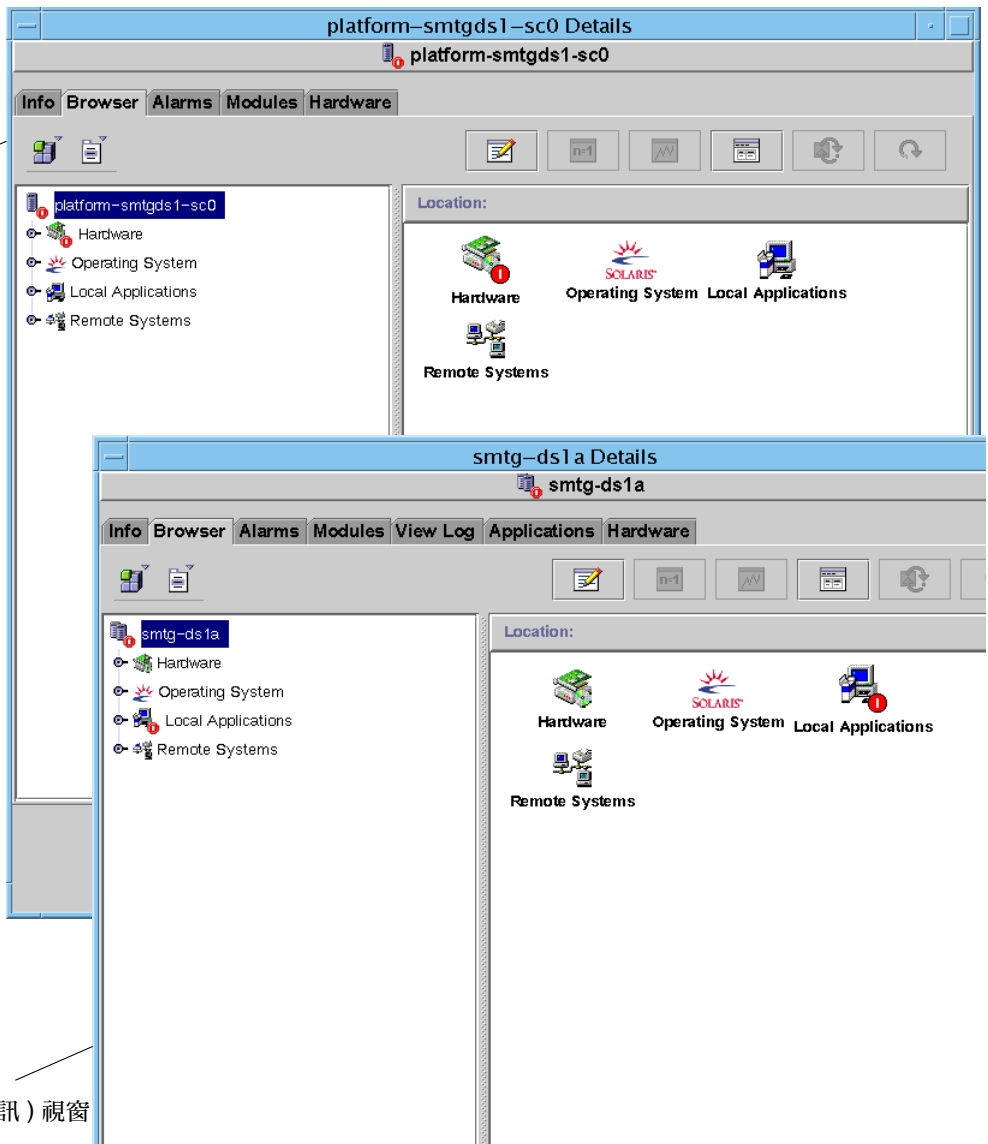 platform-smtgds1-sc0 Details
platform-smtgds1-sc0
Info Browser Alarms Modules Hardware
n=1
platform-smtgds1-sc0
Hardware
Operating System
Local Applications
Remote Systems
Location:
SOLARIS
Hardware Operating System Local Applications
Remote Systems
smtg-ds1a Details
smtg-ds1a
Info Browser Alarms Modules View Log Applications Hardware
n=1
smtg-ds1a
Hardware
Operating System
Local Applications
Remote Systems
Location:
SOLARIS
Hardware Operating System Local Applications
Remote Systems
訊 ) 視窗